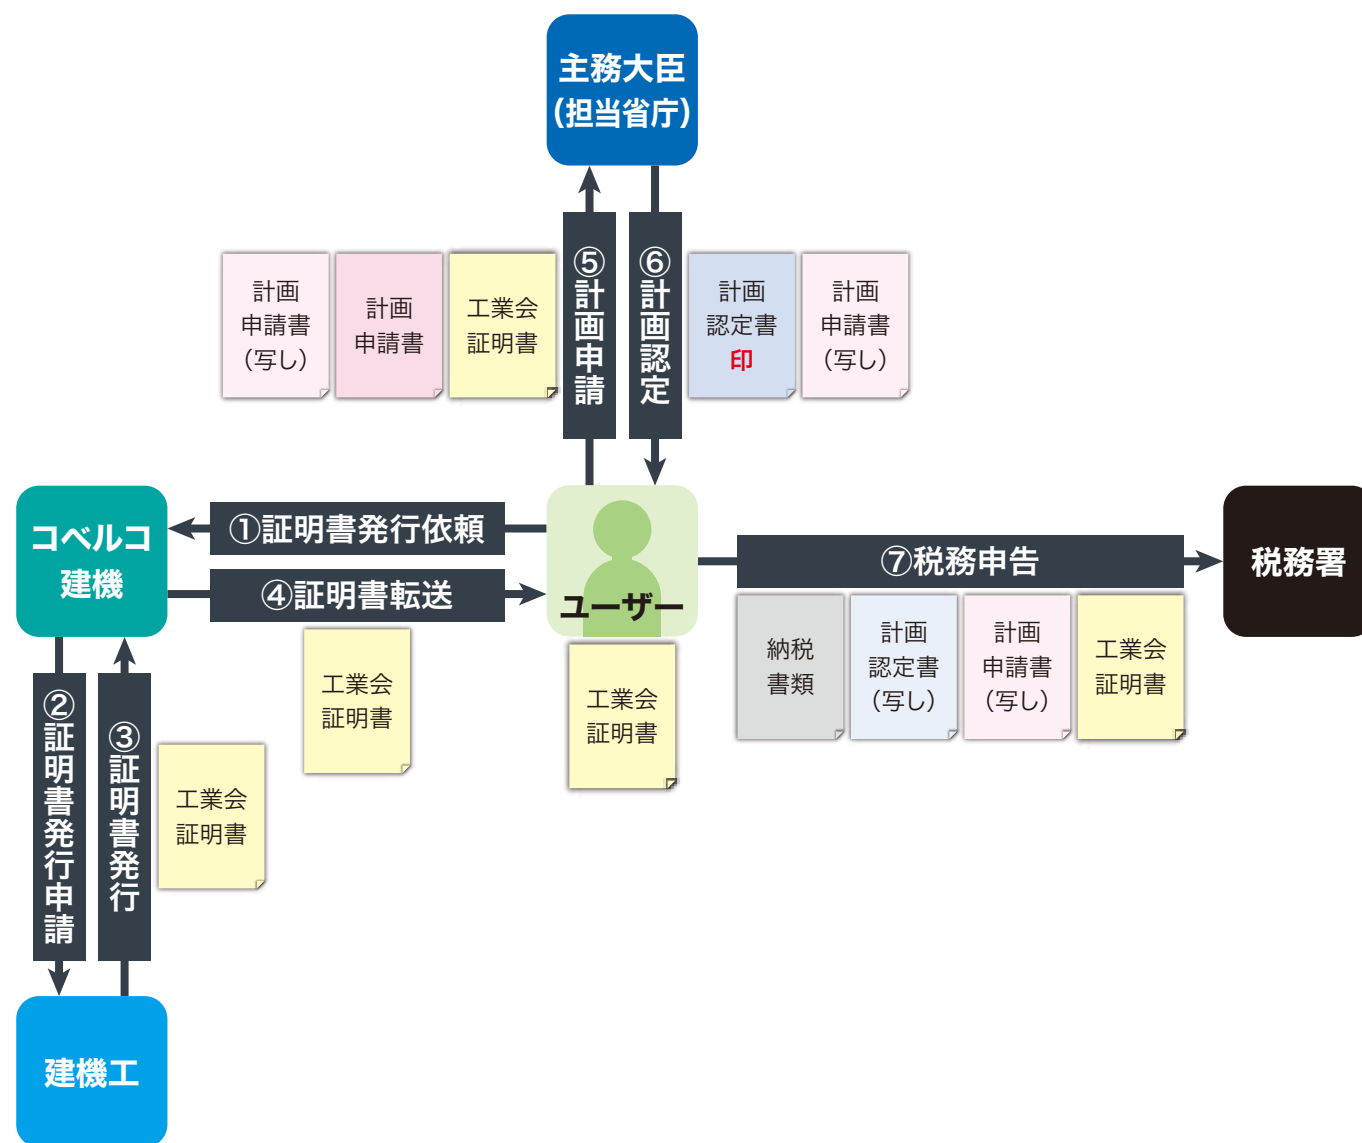 主務大臣
(担当省庁)
⑤計画申請
⑥計画認定
計画
申請書
（写し）
計画
申請書
工業会
証明書
計画
認定書
印
計画
申請書
（写し）
コベルコ
建機
①証明書発行依頼
④証明書転送
工業会
証明書
ユーザー
工業会
証明書
⑦税務申告
税務署
納税
書類
計画
認定書
（写し）
計画
申請書
（写し）
工業会
証明書
②証明書発行申請
③証明書発行
工業会
証明書
建機工